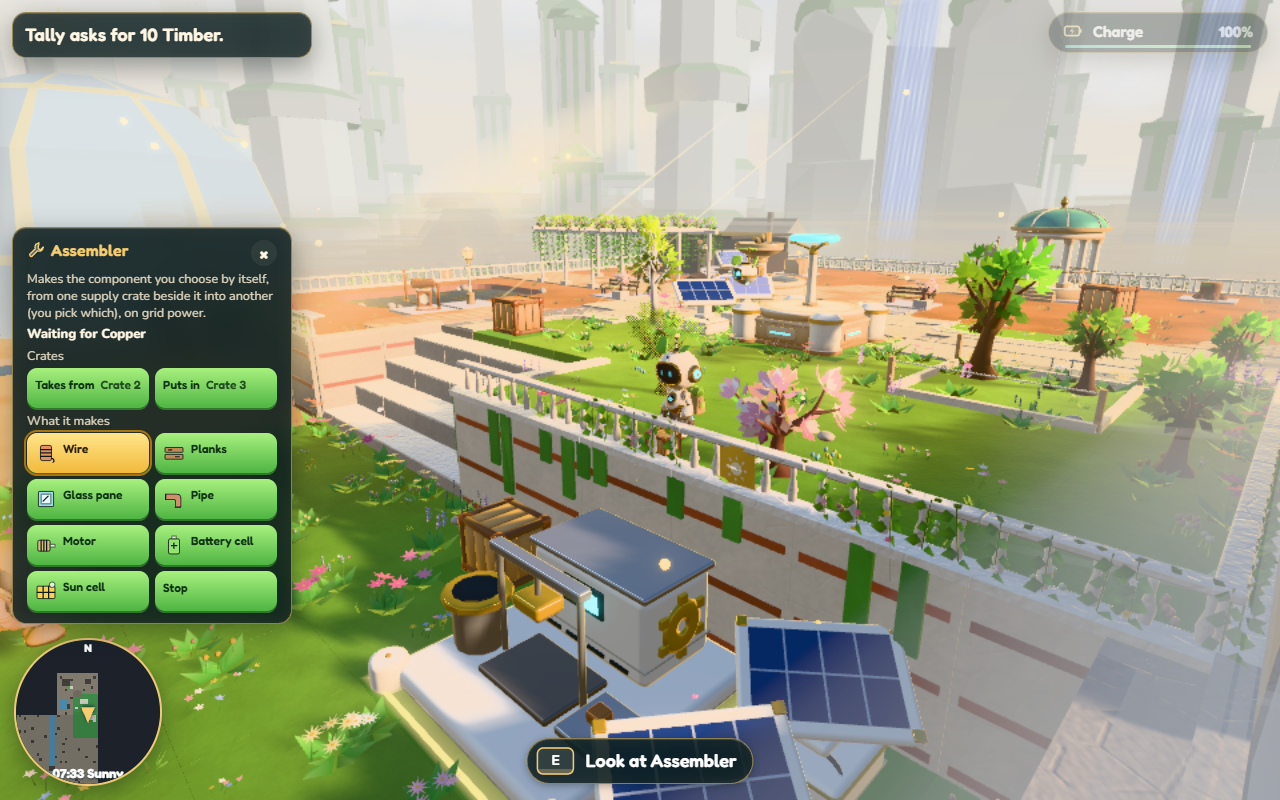 Tally asks for 10 Timber.
Charge 100%
Assembler
Makes the component you choose by itself,
from one supply crate beside it into another
(you pick which), on grid power.
Waiting for Copper
Crates
Takes from Crate 2
Puts in Crate 3
What it makes
Wire
Planks
Glass pane
Pipe
Motor
Battery cell
Sun cell
Stop
N
07:33 Sunny
E Look at Assembler